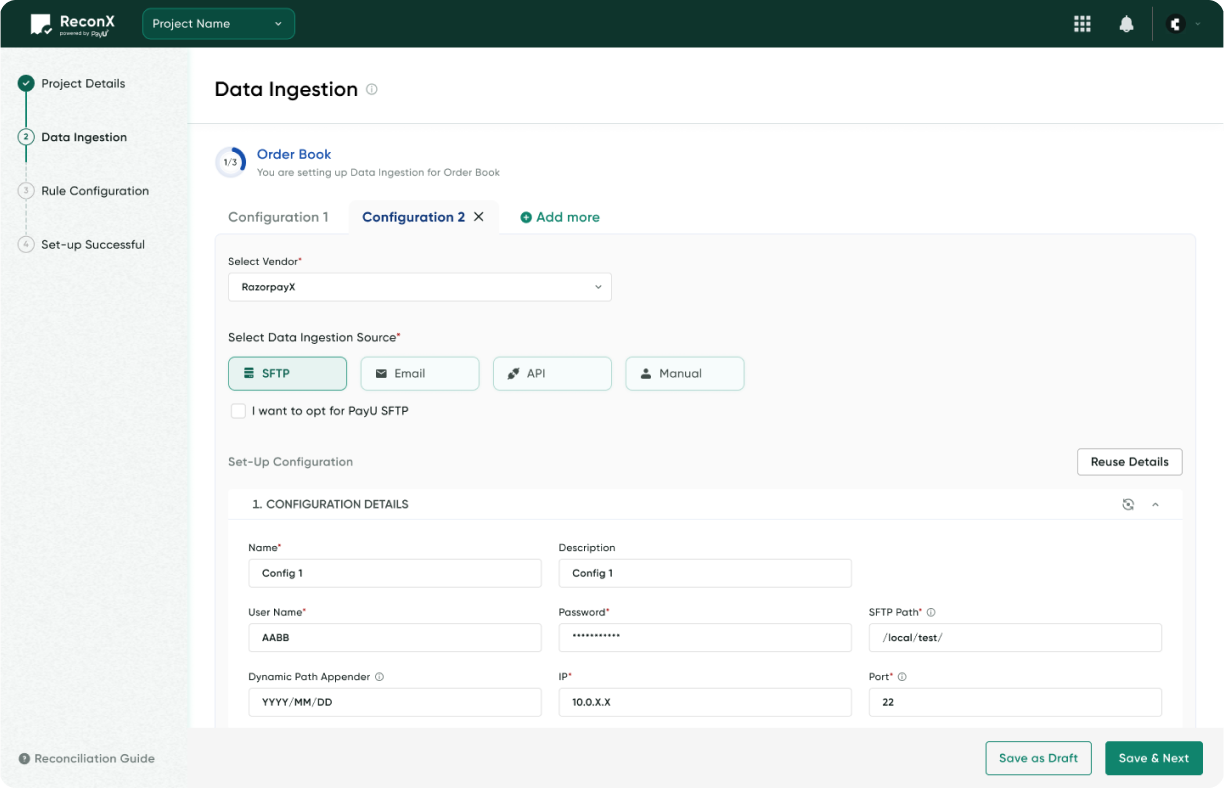 ReconX
powered by PayU
Project Name
Project Details
2 Data Ingestion
3 Rule Configuration
4 Set-up Successful
Data Ingestion
1/3
Order Book
You are setting up Data Ingestion for Order Book
Configuration 1
Configuration 2
Add more
Select Vendor*
RazorpayX
Select Data Ingestion Source*
SFTP
Email
API
Manual
I want to opt for PayU SFTP
Set-Up Configuration
Reuse Details
1. CONFIGURATION DETAILS
Name*
Description
Config 1
Config 1
User Name*
Password*
SFTP Path*
AABB
•••••••••••
/local/test/
Dynamic Path Appender
IP*
Port*
YYYY/MM/DD
10.0.X.X
22
Reconciliation Guide
Save as Draft
Save & Next